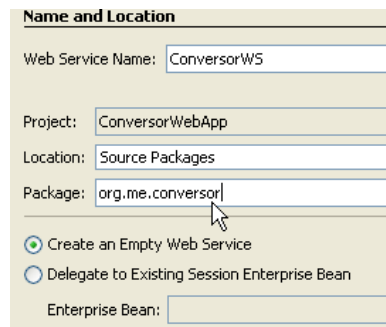 Name and Location
Web Service Name: ConversorWS
Project: ConversorWebApp
Location: Source Packages
Package: org.me.conversor
Create an Empty Web Service
Delegate to Existing Session Enterprise Bean
Enterprise Bean: